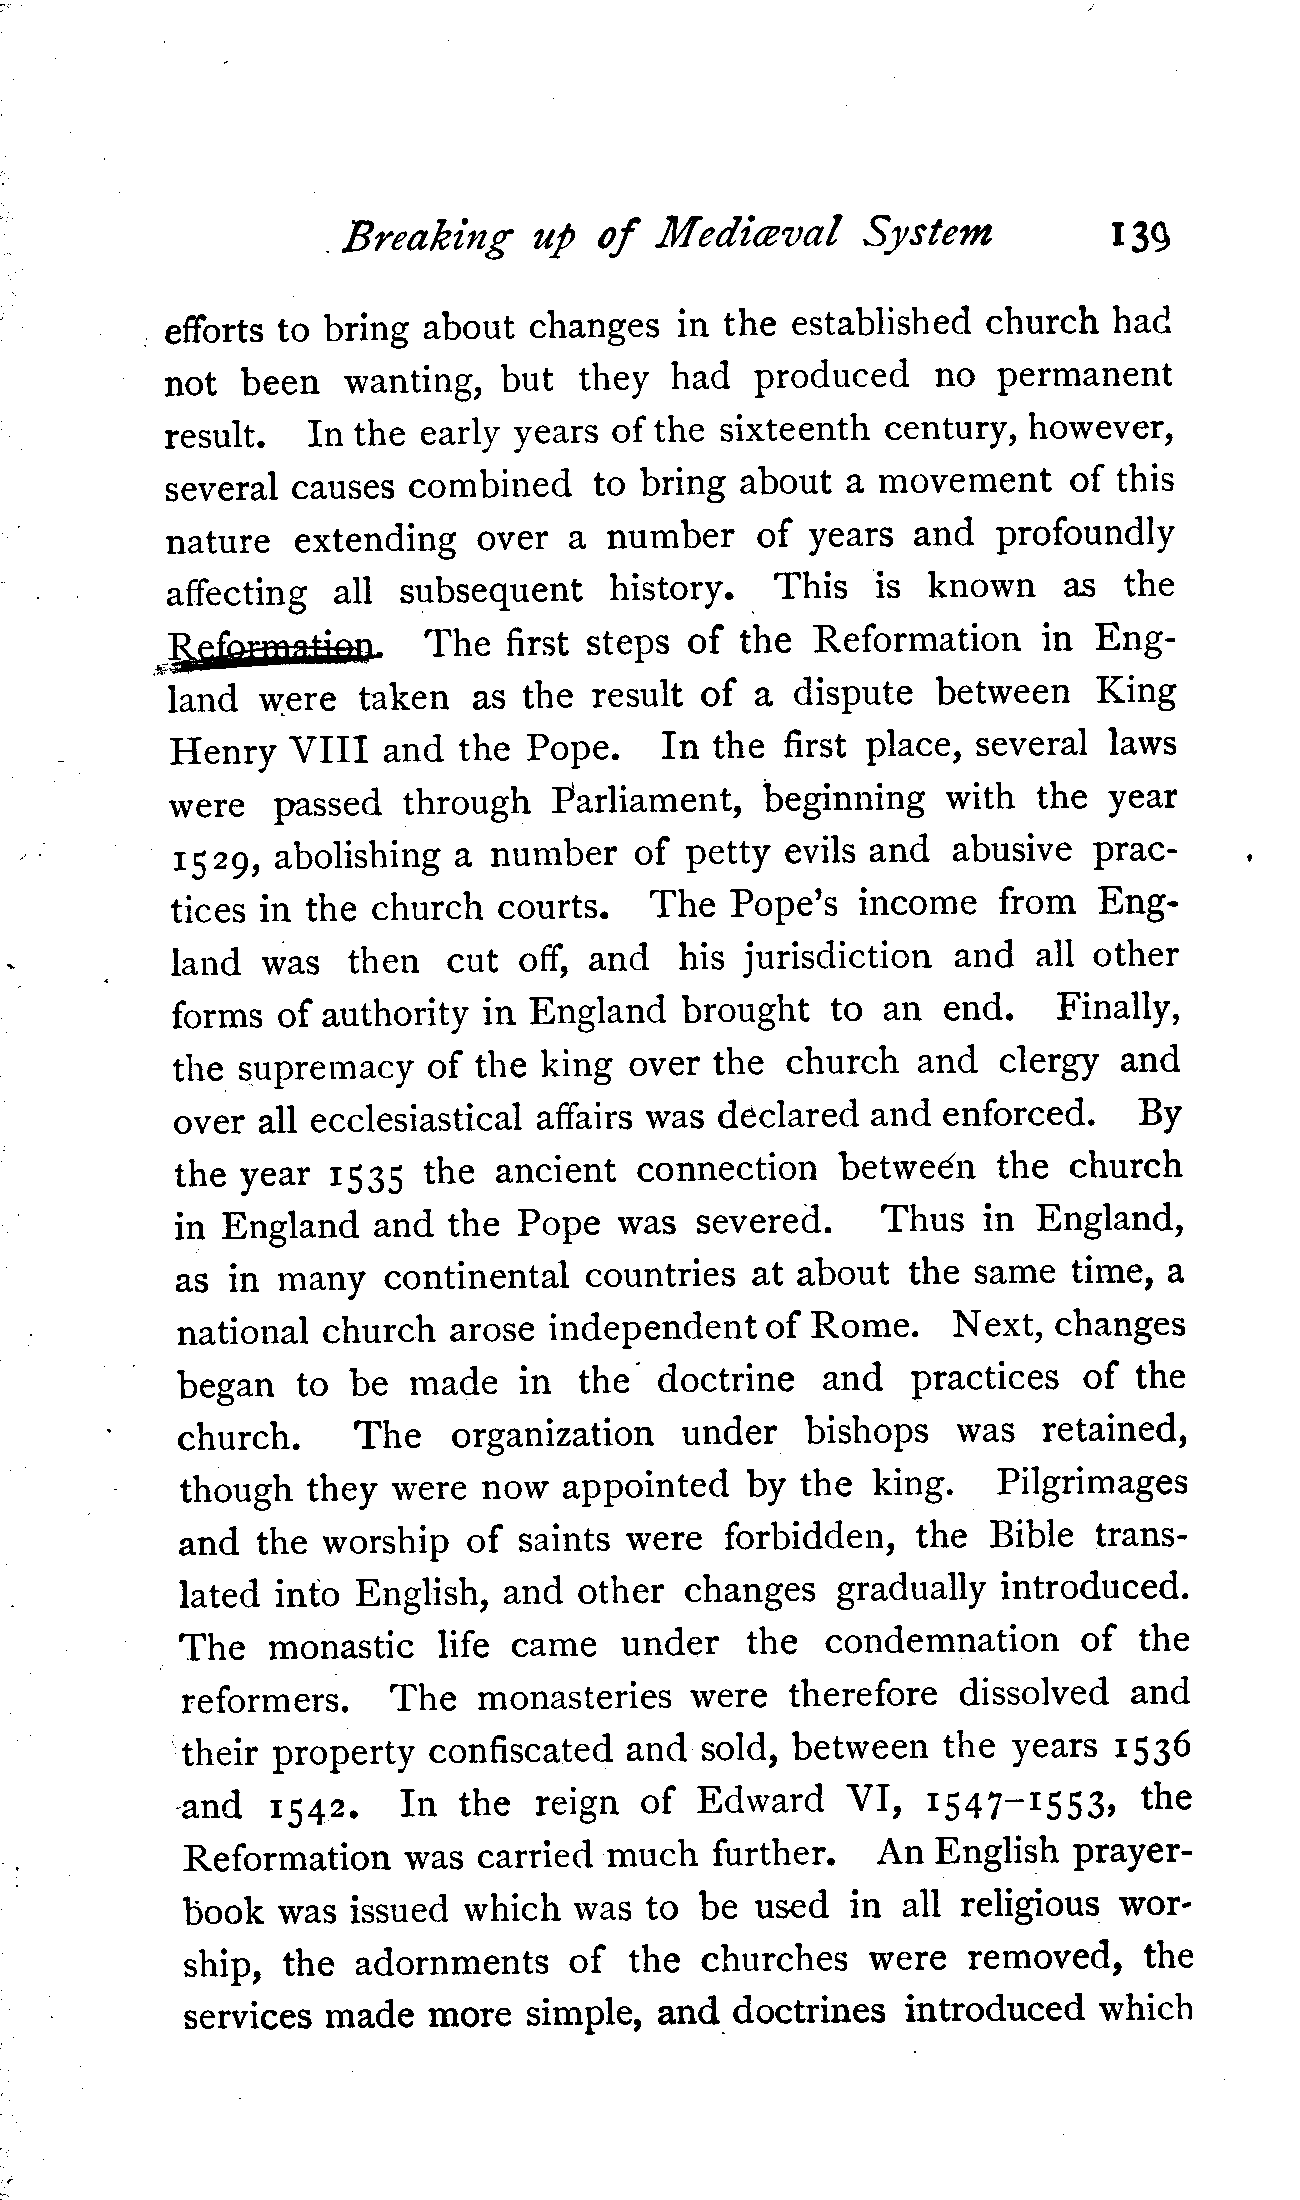 Breaking up of Mediæval System 139
efforts to bring about changes in the established church had
not been wanting, but they had produced no permanent
result. In the early years of the sixteenth century, however,
several causes combined to bring about a movement of this
nature extending over a number of years and profoundly
affecting all subsequent history. This is known as the
Reformation. The first steps of the Reformation in Eng-
land were taken as the result of a dispute between King
Henry VIII and the Pope. In the first place, several laws
were passed through Parliament, beginning with the year
1529, abolishing a number of petty evils and abusive prac-
tices in the church courts. The Pope's income from Eng-
land was then cut off, and his jurisdiction and all other
forms of authority in England brought to an end. Finally,
the supremacy of the king over the church and clergy and
over all ecclesiastical affairs was declared and enforced. By
the year 1535 the ancient connection between the church
in England and the Pope was severed. Thus in England,
as in many continental countries at about the same time, a
national church arose independent of Rome. Next, changes
began to be made in the doctrine and practices of the
church. The organization under bishops was retained,
though they were now appointed by the king. Pilgrimages
and the worship of saints were forbidden, the Bible trans-
lated into English, and other changes gradually introduced.
The monastic life came under the condemnation of the
reformers. The monasteries were therefore dissolved and
their property confiscated and sold, between the years 1536
and 1542. In the reign of Edward VI, 1547–1553, the
Reformation was carried much further. An English prayer-
book was issued which was to be used in all religious wor-
ship, the adornments of the churches were removed, the
services made more simple, and doctrines introduced which